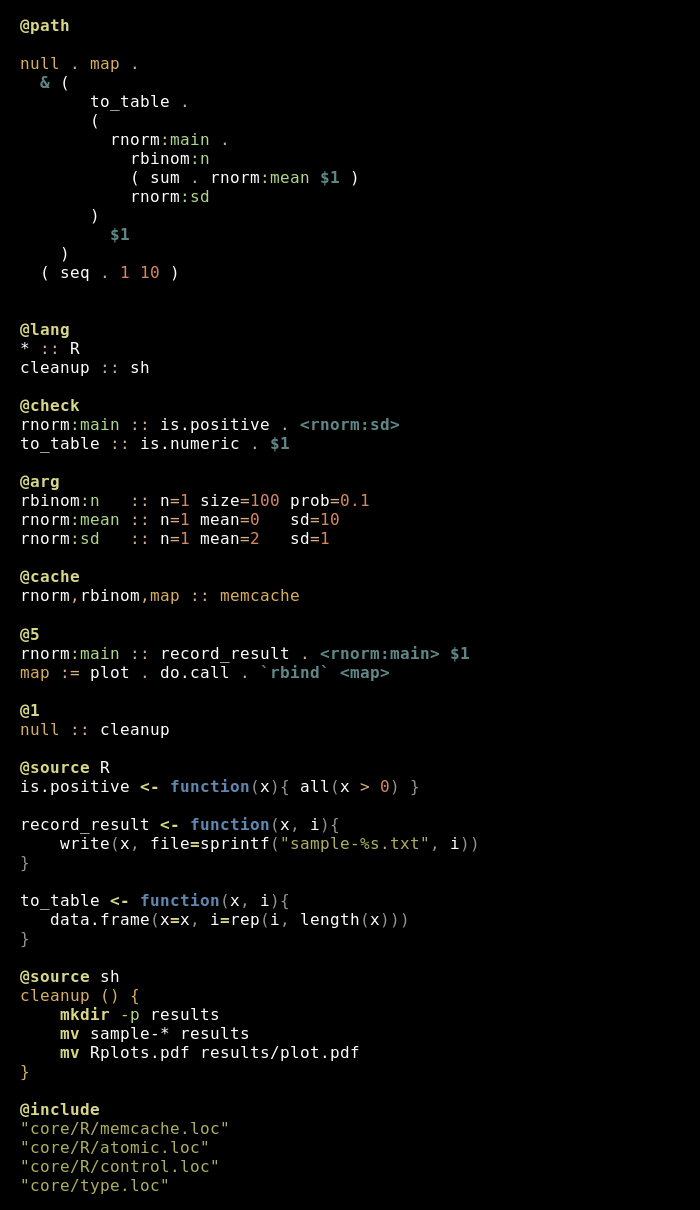 @path
null . map .
  & (
       to_table .
       (
         rnorm:main .
           rbinom:n
           ( sum . rnorm:mean $1 )
           rnorm:sd
       )
         $1
    )
  ( seq . 1 10 )
@lang
* :: R
cleanup :: sh
@check
rnorm:main :: is.positive . <rnorm:sd>
to_table :: is.numeric . $1
@arg
rbinom:n   :: n=1 size=100 prob=0.1
rnorm:mean :: n=1 mean=0   sd=10
rnorm:sd   :: n=1 mean=2   sd=1
@cache
rnorm,rbinom,map :: memcache
@5
rnorm:main :: record_result . <rnorm:main> $1
map := plot . do.call . `rbind` <map>
@1
null :: cleanup
@source R
is.positive <- function(x){ all(x > 0) }
record_result <- function(x, i){
    write(x, file=sprintf("sample-%s.txt", i))
}
to_table <- function(x, i){
   data.frame(x=x, i=rep(i, length(x)))
}
@source sh
cleanup () {
    mkdir -p results
    mv sample-* results
    mv Rplots.pdf results/plot.pdf
}
@include
"core/R/memcache.loc"
"core/R/atomic.loc"
"core/R/control.loc"
"core/type.loc"